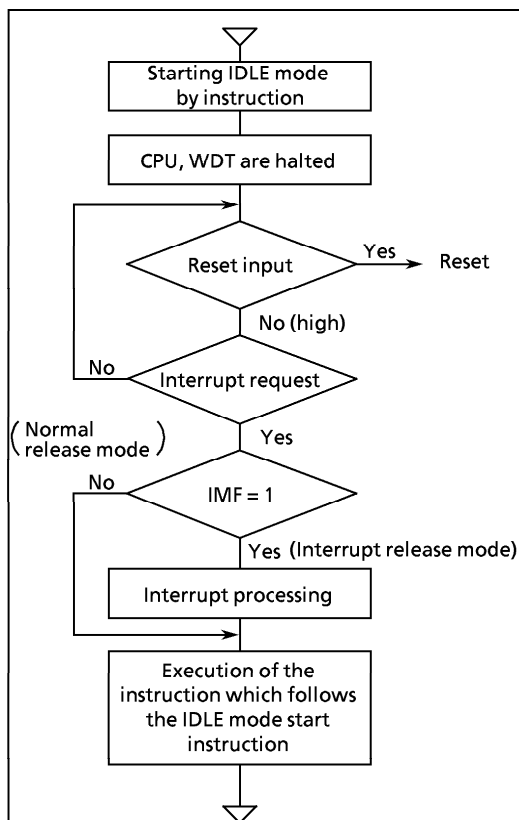 Starting IDLE mode
by instruction
CPU, WDT are halted
Reset input
Yes
Reset
No (high)
No
Interrupt request
Yes
(Normal
release mode)
No
IMF = 1
Yes (Interrupt release mode)
Interrupt processing
Execution of the
instruction which follows
the IDLE mode start
instruction